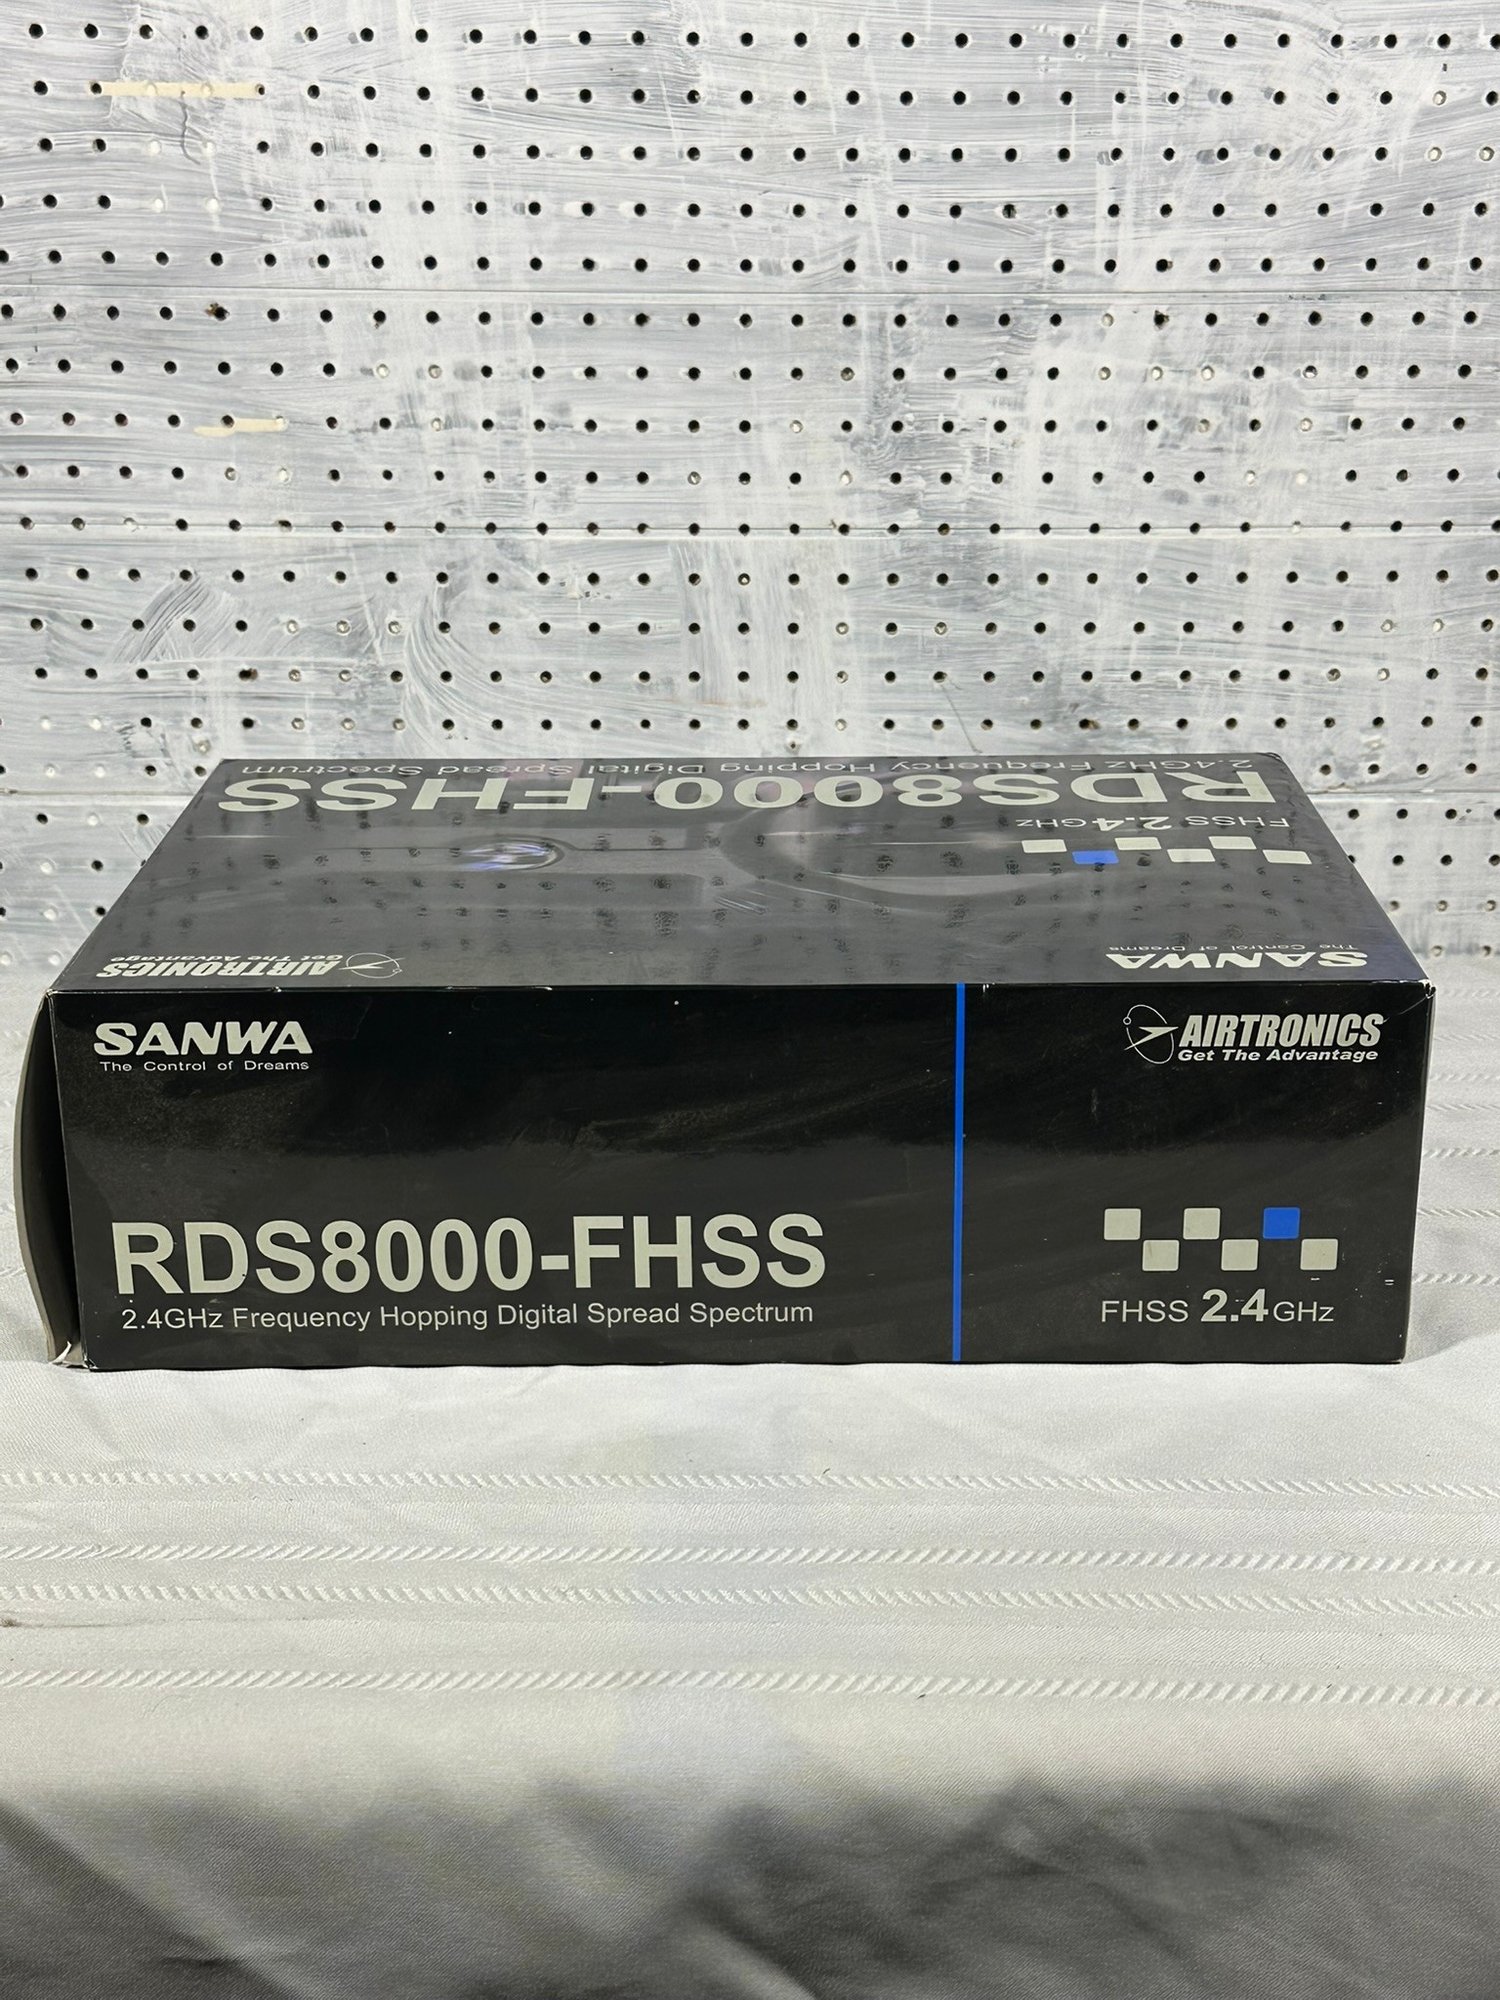 2.4GHz Frequency Hopping Digital Spread Spectrum
RDS8000-FHSS
FHSS 2.4GHz
SANWA
The Control of Dreams
AIRTRONICS
Get The Advantage
SANWA
The Control of Dreams
AIRTRONICS
Get The Advantage
RDS8000-FHSS
2.4GHz Frequency Hopping Digital Spread Spectrum
FHSS 2.4GHz